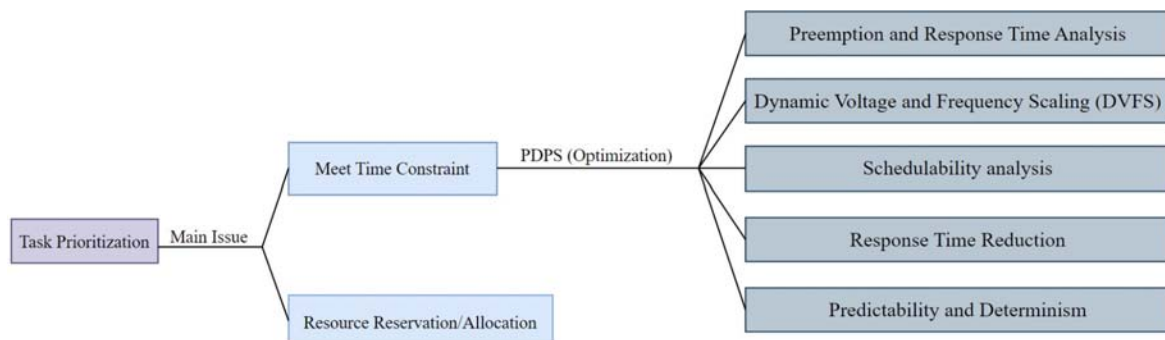 Preemption and Response Time Analysis
Dynamic Voltage and Frequency Scaling (DVFS)
PDPS (Optimization)
Meet Time Constraint
Schedulability analysis
Task Prioritization
Main Issue
Response Time Reduction
Resource Reservation/Allocation
Predictability and Determinism